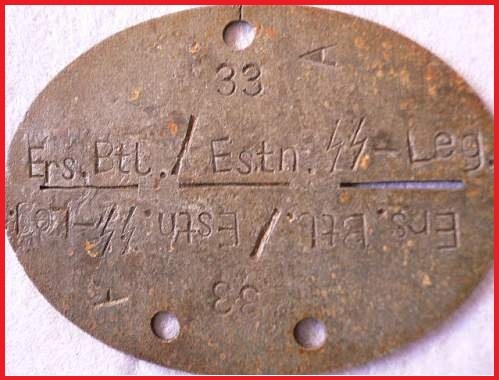 A
33
Ers. Btl. / Estn. ᛋᛋ-Leg.
Ers. Btl. / Estn. ᛋᛋ-Leg.
33
A